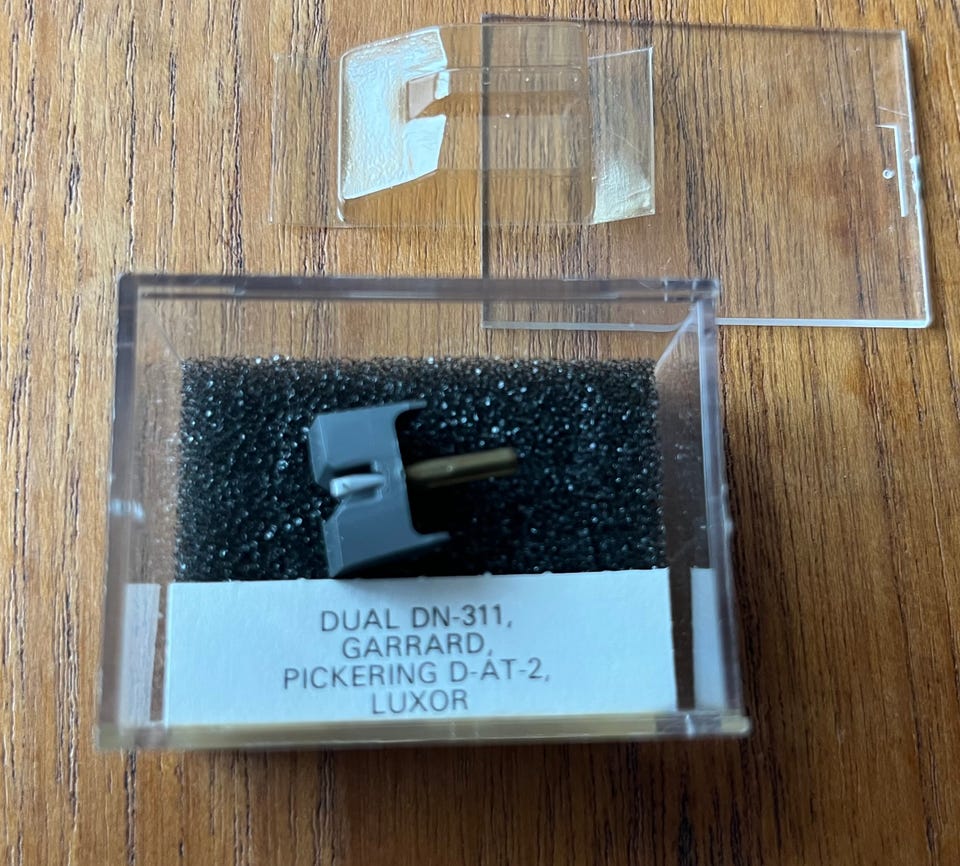 DUAL DN-311,
GARRARD,
PICKERING D-AT-2,
LUXOR